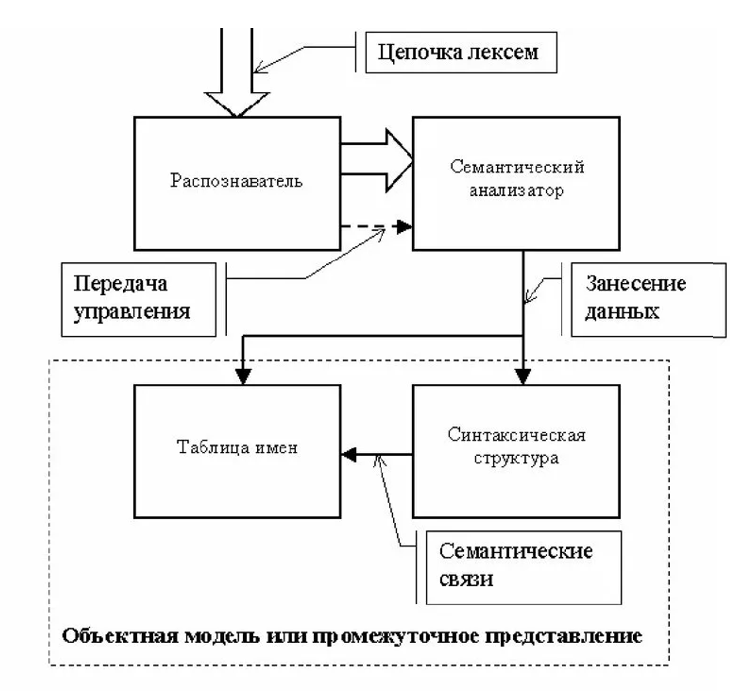 Цепочка лексем
Распознаватель
Семантический
анализатор
Передача
управления
Занесение
данных
Таблица имен
Синтаксическая
структура
Семантические
связи
Объектная модель или промежуточное представление